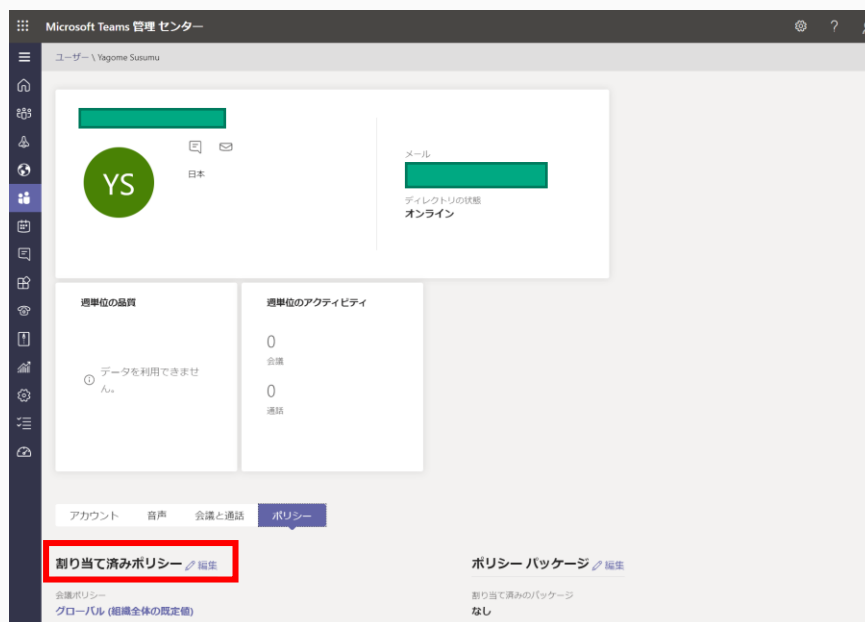 Microsoft Teams 管理 センター
ユーザー \ Yagome Susumu
YS
日本
メール
ディレクトリの状態
オンライン
週単位の品質
データを利用できませ
ん。
週単位のアクティビティ
0
会議
0
通話
アカウント 音声 会議と通話 ポリシー
割り当て済みポリシー 編集
会議ポリシー
グローバル (組織全体の既定値)
ポリシー パッケージ 編集
割り当て済みのパッケージ
なし